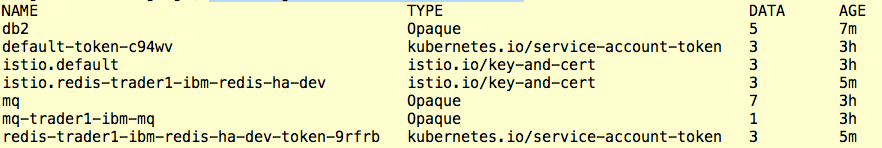 NAME TYPE DATA AGE
db2 Opaque 5 7m
default-token-c94wv kubernetes.io/service-account-token 3 3h
istio.default istio.io/key-and-cert 3 3h
istio.redis-trader1-ibm-redis-ha-dev istio.io/key-and-cert 3 5m
mq Opaque 7 3h
mq-trader1-ibm-mq Opaque 1 3h
redis-trader1-ibm-redis-ha-dev-token-9rfrb kubernetes.io/service-account-token 3 5m